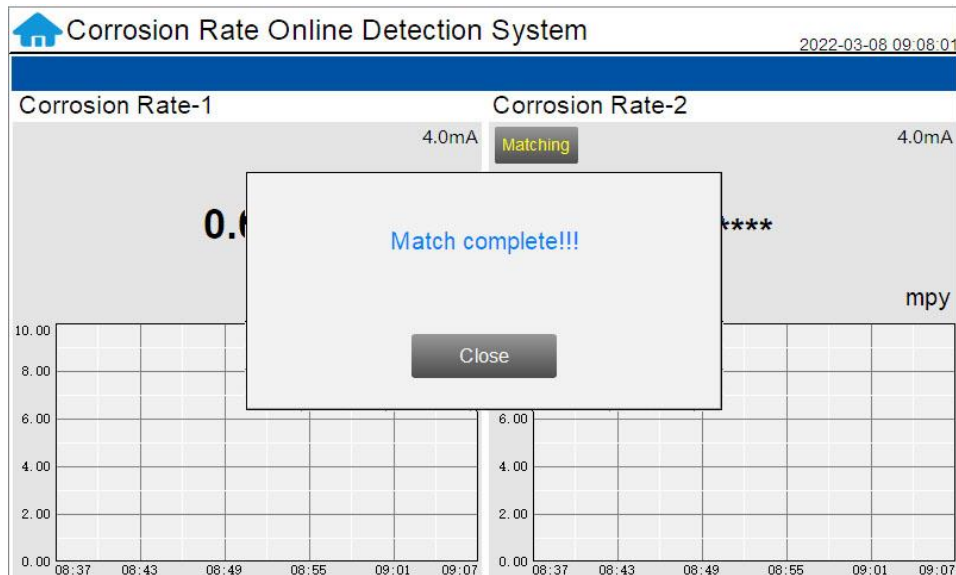 Corrosion Rate Online Detection System
2022-03-08 09:08:01
Corrosion Rate-1
Corrosion Rate-2
4.0mA
Matching
4.0mA
****
Match complete!!!
mpy
Close
10.00
8.00
6.00
4.00
2.00
0.00
08:37 08:43 08:49 08:55 09:01 09:07
6.00
4.00
2.00
0.00
08:37 08:43 08:49 08:55 09:01 09:07